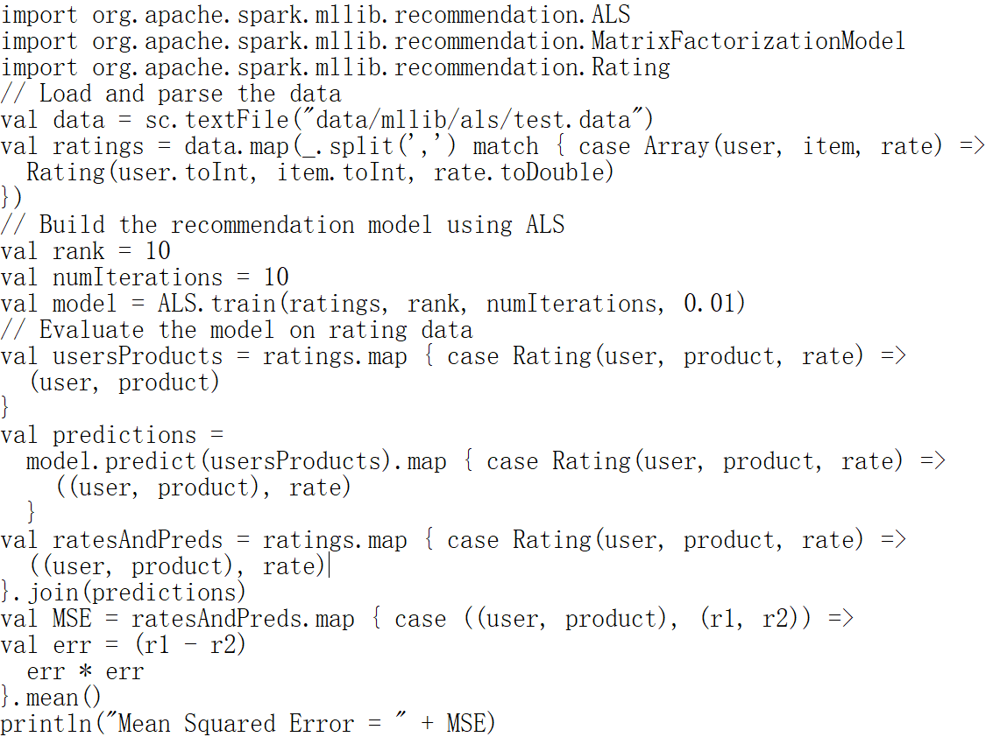 import org.apache.spark.mllib.recommendation.ALS
import org.apache.spark.mllib.recommendation.MatrixFactorizationModel
import org.apache.spark.mllib.recommendation.Rating
// Load and parse the data
val data = sc.textFile("data/mllib/als/test.data")
val ratings = data.map(_.split(',') match { case Array(user, item, rate) =>
  Rating(user.toInt, item.toInt, rate.toDouble)
})
// Build the recommendation model using ALS
val rank = 10
val numIterations = 10
val model = ALS.train(ratings, rank, numIterations, 0.01)
// Evaluate the model on rating data
val usersProducts = ratings.map { case Rating(user, product, rate) =>
  (user, product)
}
val predictions =
  model.predict(usersProducts).map { case Rating(user, product, rate) =>
    ((user, product), rate)
  }
val ratesAndPreds = ratings.map { case Rating(user, product, rate) =>
  ((user, product), rate)
}.join(predictions)
val MSE = ratesAndPreds.map { case ((user, product), (r1, r2)) =>
val err = (r1 - r2)
  err * err
}.mean()
println("Mean Squared Error = " + MSE)